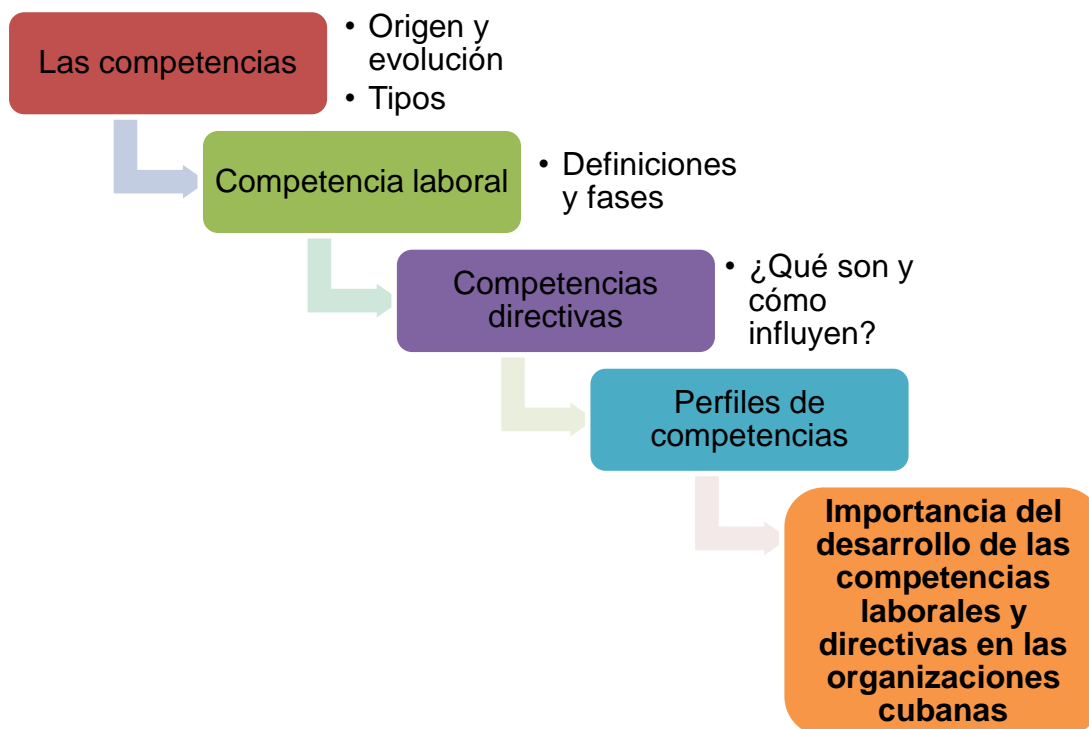 Las competencias
• Origen y
evolución
• Tipos
Competencia laboral
• Definiciones
y fases
Competencias
directivas
• ¿Qué son y
cómo
influyen?
Perfiles de
competencias
Importancia del
desarrollo de las
competencias
laborales y
directivas en las
organizaciones
cubanas